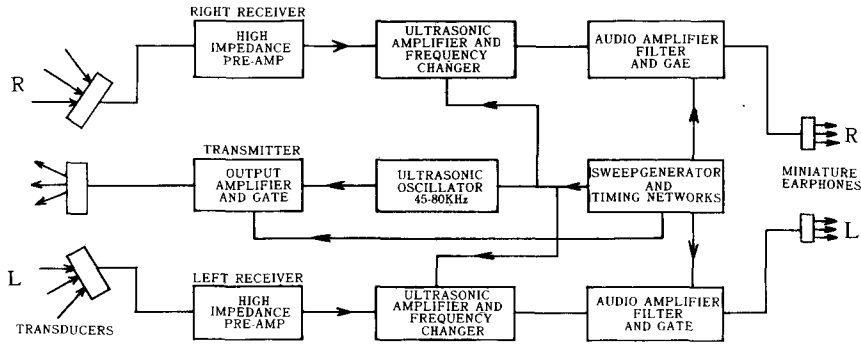 RIGHT RECEIVER
HIGH
IMPEDANCE
PRE-AMP
ULTRASONIC
AMPLIFIER AND
FREQUENCY
CHANGER
AUDIO AMPLIFIER
FILTER
AND GAE
R
R
TRANSMITTER
OUTPUT
AMPLIFIER
AND GATE
ULTRASONIC
OSCILLATOR
45-80KHz
SWEEPGENERATOR
AND
TIMING NETWORKS
MINIATURE
EARPHONES
L
L
TRANSDUCERS
LEFT RECEIVER
HIGH
IMPEDANCE
PRE-AMP
ULTRASONIC
AMPLIFIER AND
FREQUENCY
CHANGER
AUDIO AMPLIFIER
FILTER
AND GATE